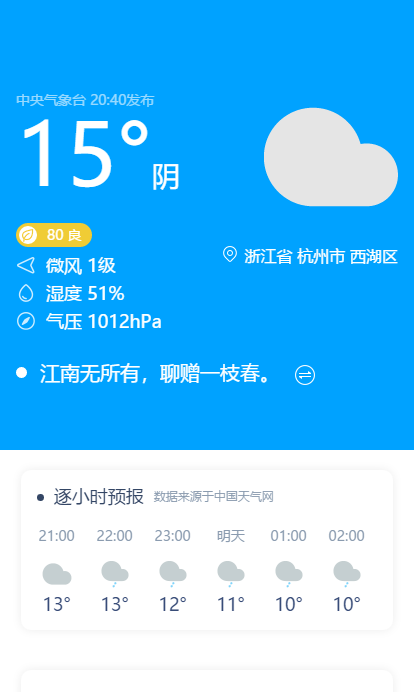 中央气象台 20:40发布
15°阴
80 良
微风 1级
浙江省 杭州市 西湖区
湿度 51%
气压 1012hPa
江南无所有，聊赠一枝春。
逐小时预报 数据来源于中国天气网
21:00 22:00 23:00 明天 01:00 02:00
13° 13° 12° 11° 10° 10°